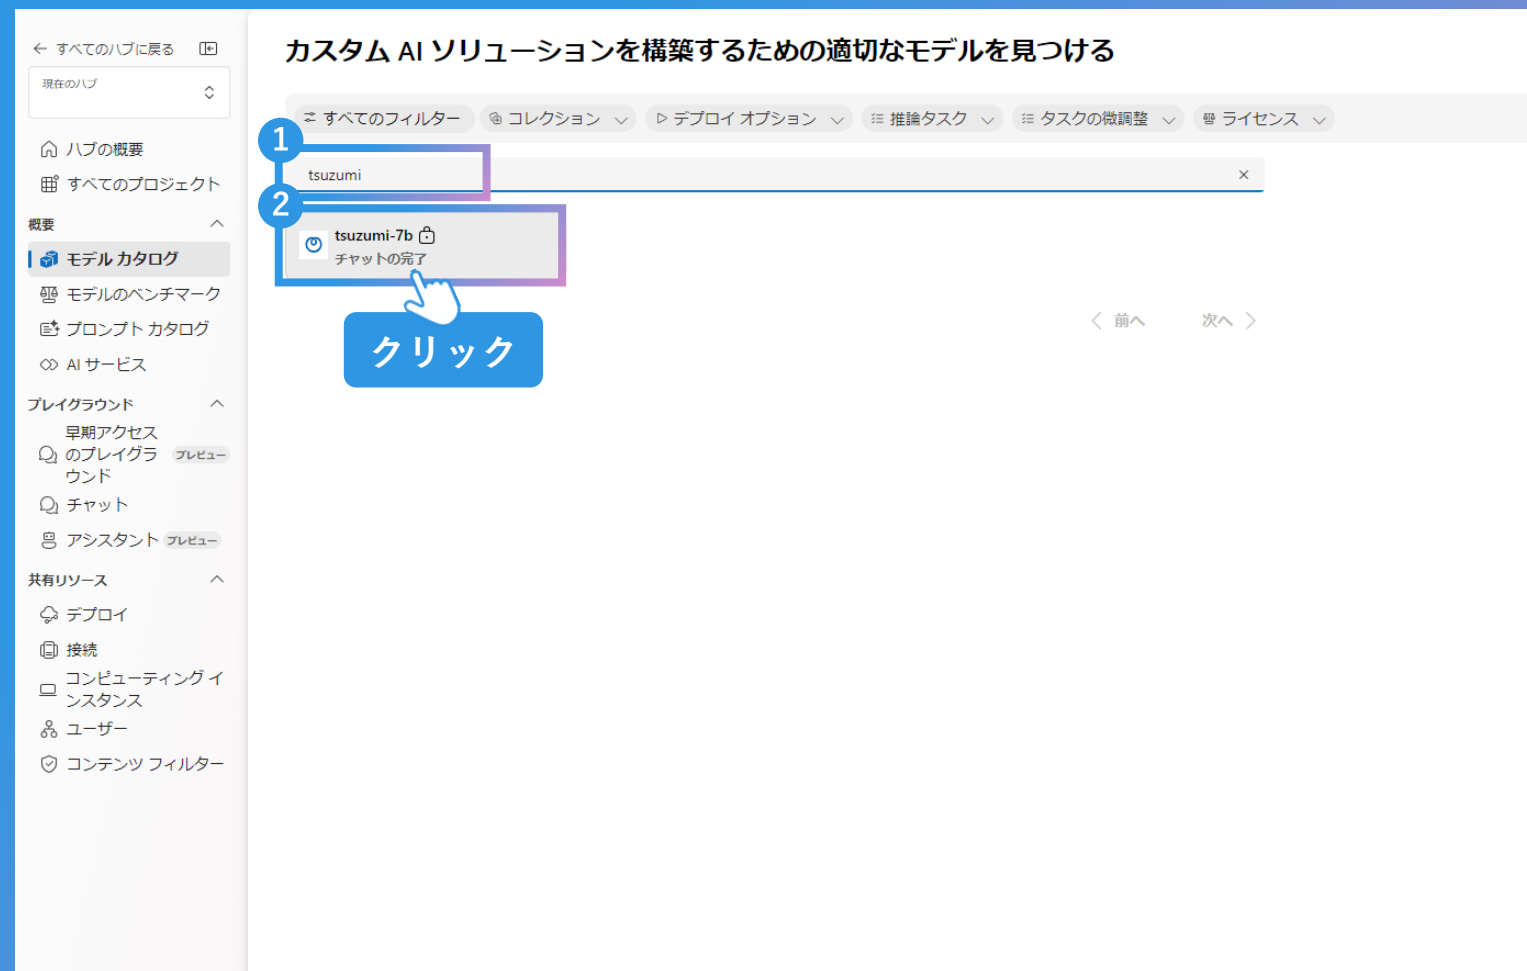 すべてのハブに戻る
現在のハブ
ハブの概要
すべてのプロジェクト
概要
モデル カタログ
モデルのベンチマーク
プロンプト カタログ
AI サービス
プレイグラウンド
早期アクセス
のプレイグラ プレビュー
ウンド
チャット
アシスタント プレビュー
共有リソース
デプロイ
接続
コンピューティング イ
ンスタンス
ユーザー
コンテンツ フィルター
カスタム AI ソリューションを構築するための適切なモデルを見つける
すべてのフィルター コレクション デプロイ オプション 推論タスク タスクの微調整 ライセンス
1
tsuzumi
2
tsuzumi-7b
チャットの完了
クリック
前へ 次へ